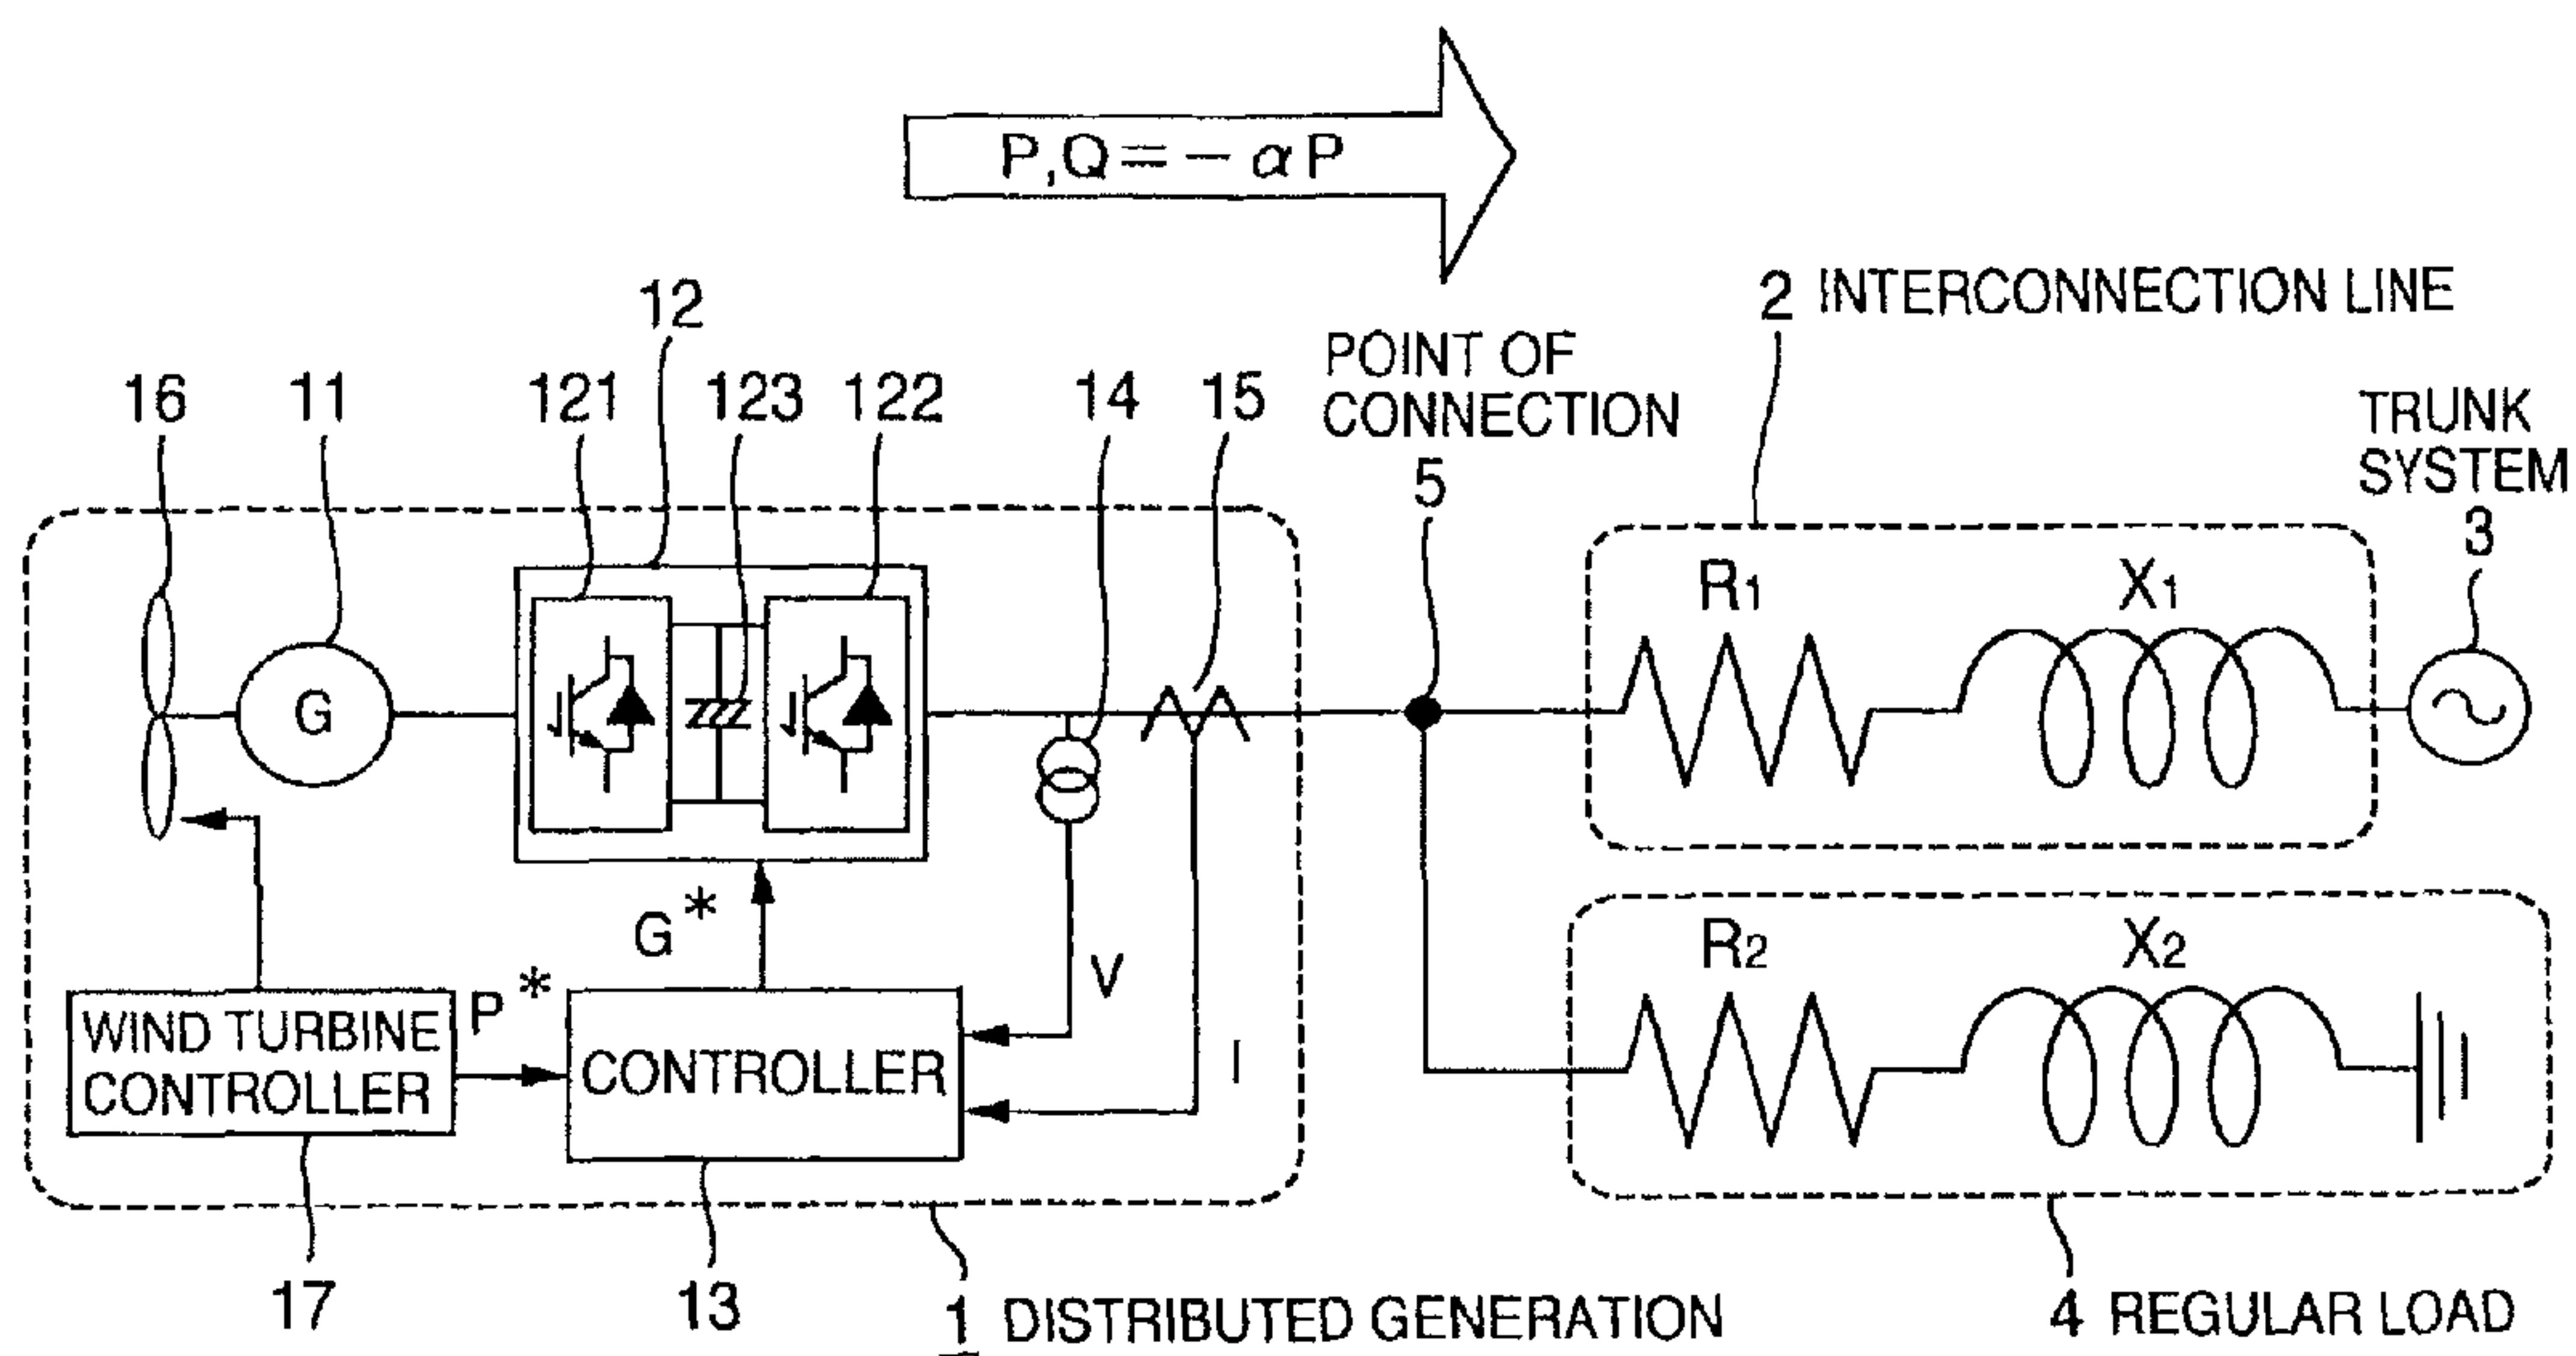 P,Q=-αP
2 INTERCONNECTION LINE
12
POINT OF
CONNECTION
5
16
11
121
123
122
14
15
TRUNK
SYSTEM
3
R1
X1
G
G*
R2
X2
V
P*
WIND TURBINE
CONTROLLER
CONTROLLER
I
17
13
1 DISTRIBUTED GENERATION
4 REGULAR LOAD